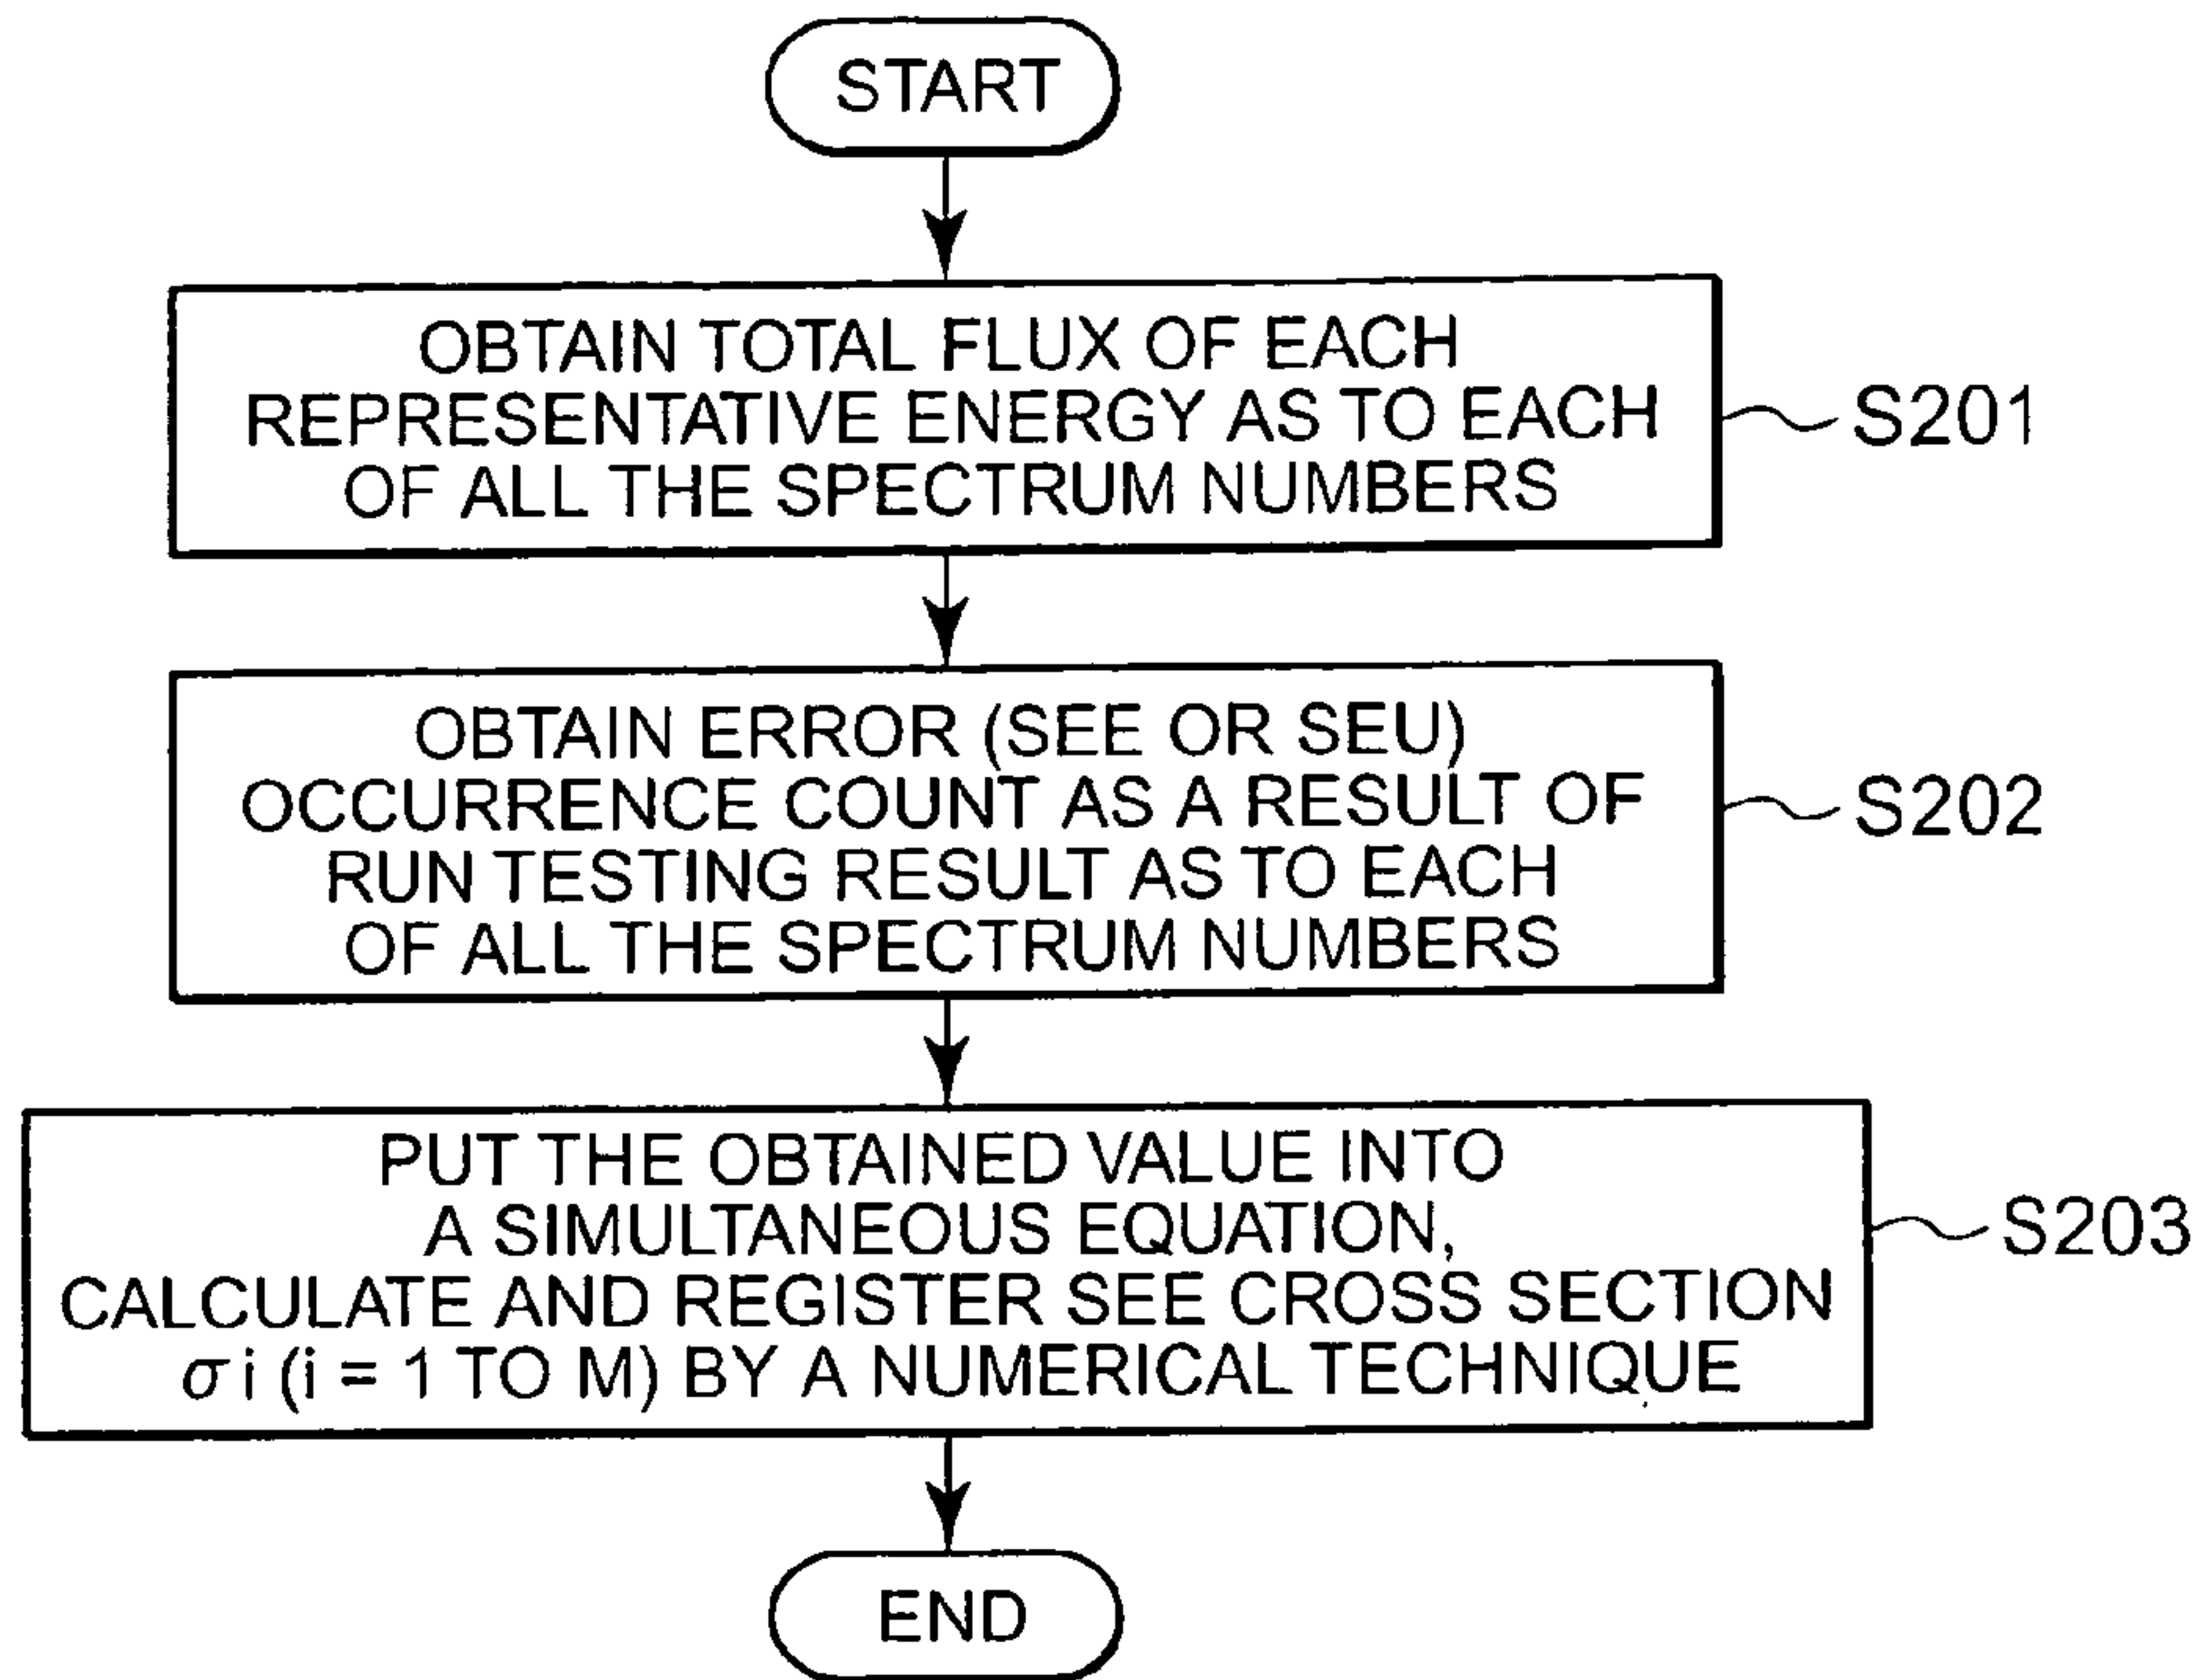 START
OBTAIN TOTAL FLUX OF EACH
REPRESENTATIVE ENERGY AS TO EACH
OF ALL THE SPECTRUM NUMBERS
S201
OBTAIN ERROR (SEE OR SEU)
OCCURRENCE COUNT AS A RESULT OF
RUN TESTING RESULT AS TO EACH
OF ALL THE SPECTRUM NUMBERS
S202
PUT THE OBTAINED VALUE INTO
A SIMULTANEOUS EQUATION,
CALCULATE AND REGISTER SEE CROSS SECTION
σ i (i = 1 TO M) BY A NUMERICAL TECHNIQUE
S203
END